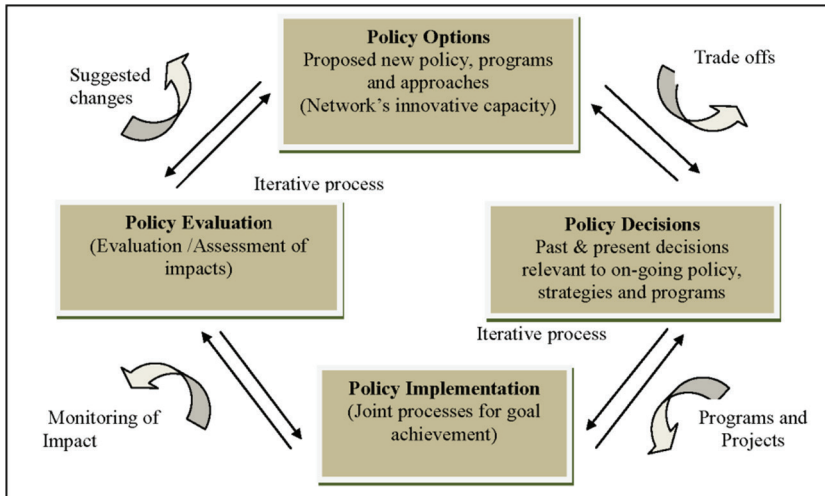 Policy Options
Proposed new policy, programs
and approaches
(Network's innovative capacity)
Suggested
changes
Trade offs
Iterative process
Policy Evaluation
(Evaluation /Assessment of
impacts)
Policy Decisions
Past & present decisions
relevant to on-going policy,
strategies and programs
Iterative process
Policy Implementation
(Joint processes for goal
achievement)
Monitoring of
Impact
Programs and
Projects